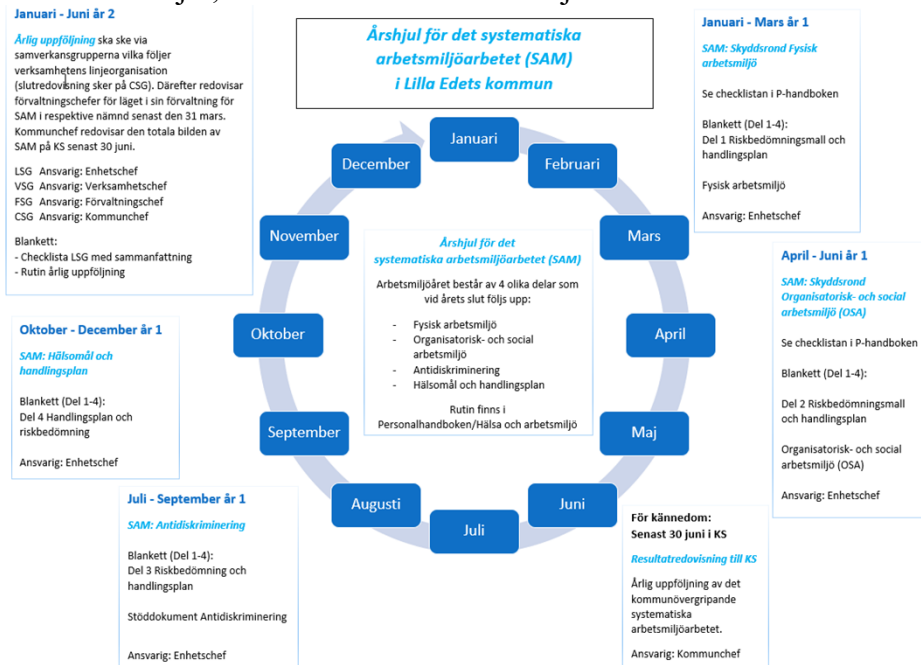 Januari - Juni år 2
Årlig uppföljning ska ske via
samverkansgrupperna vilka följer
verksamhetens linjeorganisation
(slutredovisning sker på CSG). Därefter redovisar
förvaltningschefer för läget i sin förvaltning för
SAM i respektive nämnd senast den 31 mars.
Kommunchef redovisar den totala bilden av
SAM på KS senast 30 juni.
LSG Ansvarig: Enhetschef
VSG Ansvarig: Verksamhetschef
FSG Ansvarig: Förvaltningschef
CSG Ansvarig: Kommunchef
Blankett:
- Checklista LSG med sammanfattning
- Rutin årlig uppföljning
Årshjul för det systematiska
arbetsmiljöarbetet (SAM)
i Lilla Edets kommun
Januari - Mars år 1
SAM: Skyddsrond Fysisk
arbetsmiljö
Se checklistan i P-handboken
Blankett (Del 1-4):
Del 1 Riskbedömningsmall och
handlingsplan
Fysisk arbetsmiljö
Ansvarig: Enhetschef
Januari
Februari
Mars
April
Maj
Juni
Juli
Augusti
September
Oktober
November
December
Årshjul för det
systematiska arbetsmiljöarbetet (SAM)
Arbetsmiljöåret består av 4 olika delar som
vid årets slut följs upp:
- Fysisk arbetsmiljö
- Organisatorisk- och social
arbetsmiljö
- Antidiskriminering
- Hälsomål och handlingsplan
Rutin finns i
Personalhandboken/Hälsa och arbetsmiljö
April - Juni år 1
SAM: Skyddsrond
Organisatorisk- och social
arbetsmiljö (OSA)
Se checklistan i P-handboken
Blankett (Del 1-4):
Del 2 Riskbedömningsmall
och handlingsplan
Organisatorisk- och social
arbetsmiljö (OSA)
Ansvarig: Enhetschef
Oktober - December år 1
SAM: Hälsomål och
handlingsplan
Blankett (Del 1-4):
Del 4 Handlingsplan och
riskbedömning
Ansvarig: Enhetschef
Juli - September år 1
SAM: Antidiskriminering
Blankett (Del 1-4):
Del 3 Riskbedömning och
handlingsplan
Stöddokument Antidiskriminering
Ansvarig: Enhetschef
För kännedom:
Senast 30 juni i KS
Resultatredovisning till KS
Årlig uppföljning av det
kommunövergripande
systematiska
arbetsmiljöarbetet.
Ansvarig: Kommunchef